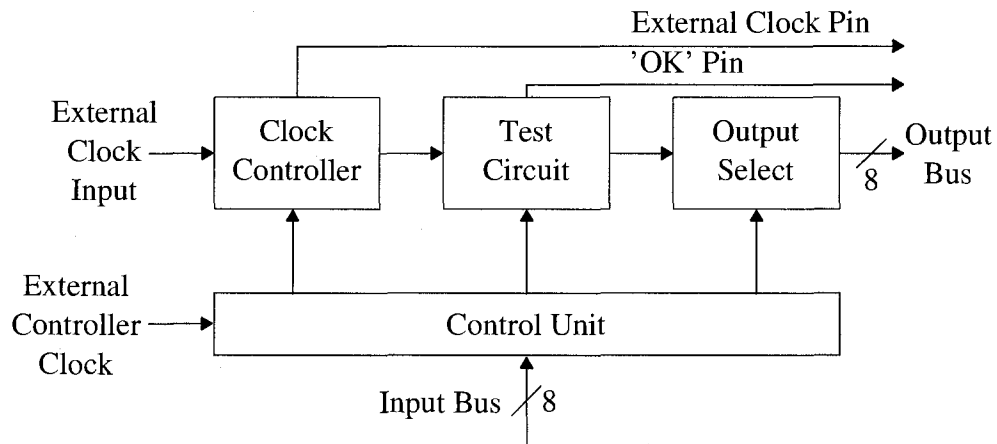 External Clock Pin
'OK' Pin
External
Clock
Input
Clock
Controller
Test
Circuit
Output
Select
8
Output
Bus
External
Controller
Clock
Control Unit
Input Bus
8